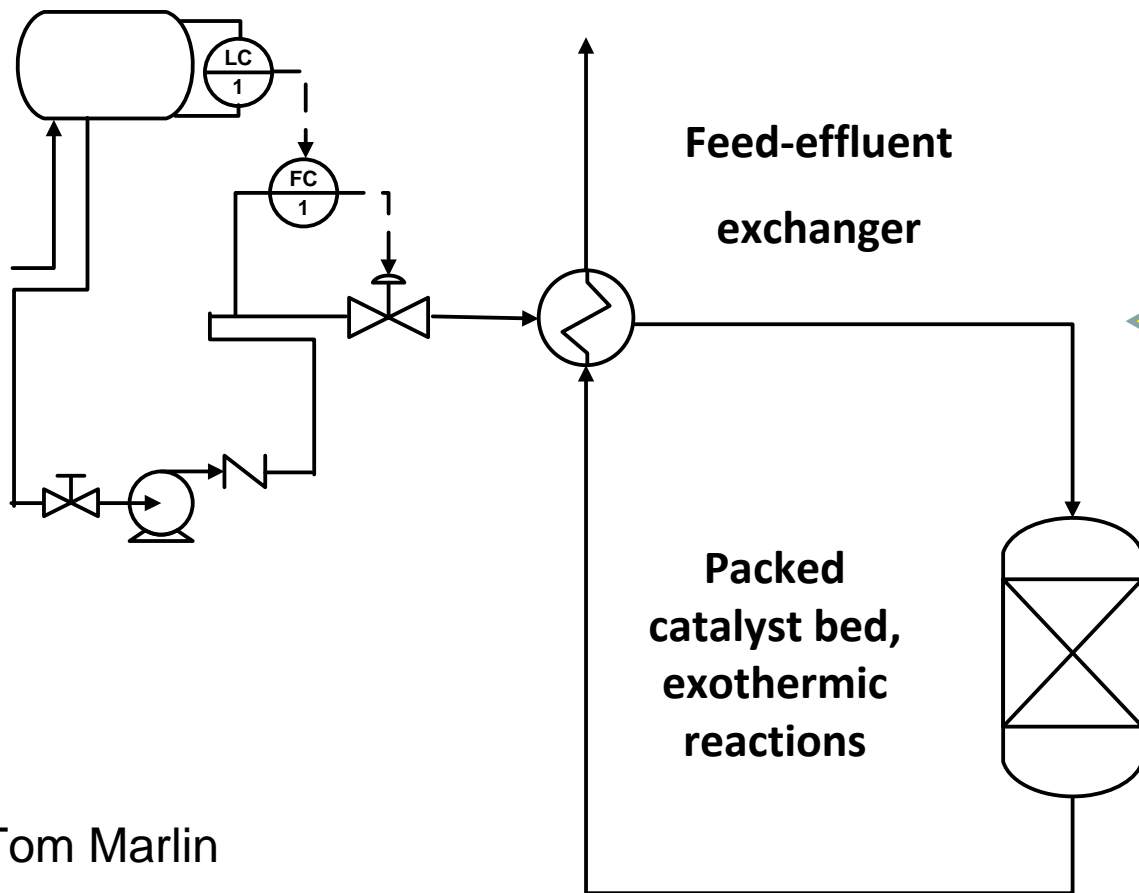 LC
1
FC
1
Feed-effluent
exchanger
Packed
catalyst bed,
exothermic
reactions
Tom Marlin